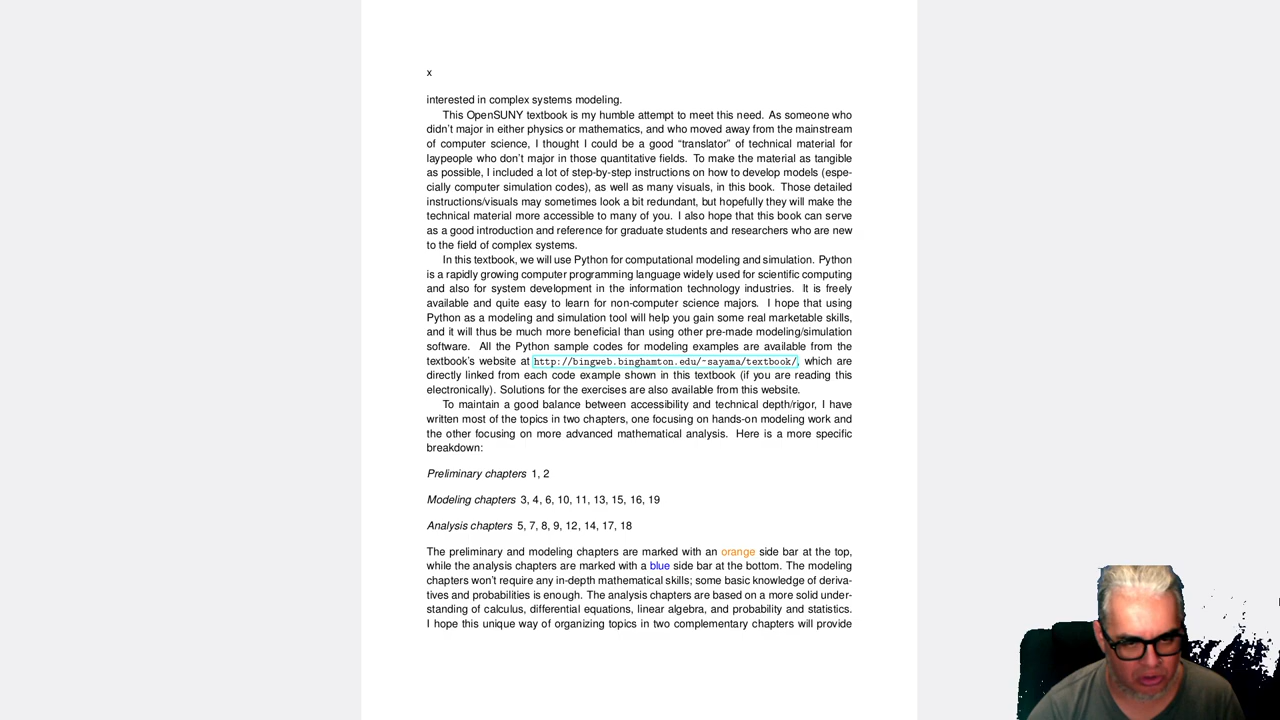 x
interested in complex systems modeling.
This OpenSUNY textbook is my humble attempt to meet this need. As someone who
didn't major in either physics or mathematics, and who moved away from the mainstream
of computer science, I thought I could be a good “translator” of technical material for
laypeople who don't major in those quantitative fields. To make the material as tangible
as possible, I included a lot of step-by-step instructions on how to develop models (espe-
cially computer simulation codes), as well as many visuals, in this book. Those detailed
instructions/visuals may sometimes look a bit redundant, but hopefully they will make the
technical material more accessible to many of you. I also hope that this book can serve
as a good introduction and reference for graduate students and researchers who are new
to the field of complex systems.
In this textbook, we will use Python for computational modeling and simulation. Python
is a rapidly growing computer programming language widely used for scientific computing
and also for system development in the information technology industries. It is freely
available and quite easy to learn for non-computer science majors. I hope that using
Python as a modeling and simulation tool will help you gain some real marketable skills,
and it will thus be much more beneficial than using other pre-made modeling/simulation
software. All the Python sample codes for modeling examples are available from the
textbook's website at http://bingweb.binghamton.edu/~sayama/textbook/, which are
directly linked from each code example shown in this textbook (if you are reading this
electronically). Solutions for the exercises are also available from this website.
To maintain a good balance between accessibility and technical depth/rigor, I have
written most of the topics in two chapters, one focusing on hands-on modeling work and
the other focusing on more advanced mathematical analysis. Here is a more specific
breakdown:
Preliminary chapters 1, 2
Modeling chapters 3, 4, 6, 10, 11, 13, 15, 16, 19
Analysis chapters 5, 7, 8, 9, 12, 14, 17, 18
The preliminary and modeling chapters are marked with an orange side bar at the top,
while the analysis chapters are marked with a blue side bar at the bottom. The modeling
chapters won't require any in-depth mathematical skills; some basic knowledge of deriva-
tives and probabilities is enough. The analysis chapters are based on a more solid under-
standing of calculus, differential equations, linear algebra, and probability and statistics.
I hope this unique way of organizing topics in two complementary chapters will provide